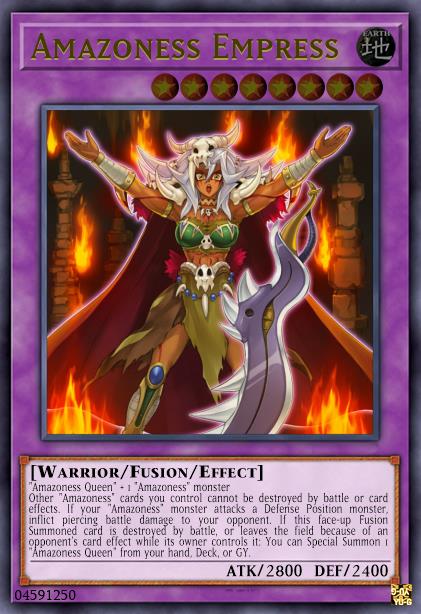 Amazoness Empress
EARTH
地
[Warrior/Fusion/Effect]
"Amazoness Queen" + 1 "Amazoness" monster
Other "Amazoness" cards you control cannot be destroyed by battle or card
effects. If your "Amazoness" monster attacks a Defense Position monster,
inflict piercing battle damage to your opponent. If this face-up Fusion
Summoned card is destroyed by battle, or leaves the field because of an
opponent's card effect while its owner controls it: You can Special Summon 1
"Amazoness Queen" from your hand, Deck, or GY.
ATK/2800 DEF/2400
04591250